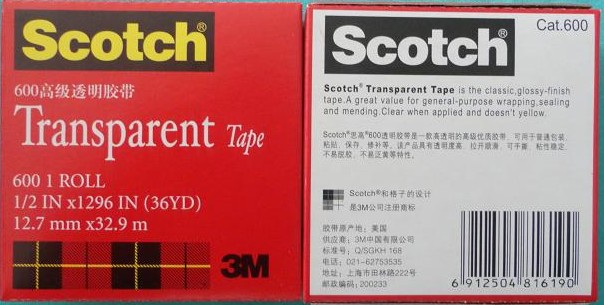 Scotch®
600高级透明胶带
Transparent Tape
600 1 ROLL
1/2 IN x1296 IN (36YD)
12.7 mm x32.9 m
3M
Cat.600
Scotch®
Scotch® Transparent Tape is the classic,glossy-finish
tape.A great value for general-purpose wrapping,sealing
and mending.Clear when applied and doesn't yellow.
Scotch®思高®600透明胶带是一款高透明的高级优质胶带，可用于普通包装、
粘贴、保存、修补等。该产品具有透明度高、拉开顺滑、可手断、粘性稳定、
不易脱胶、不易泛黄等特性。
Scotch®和格子的设计
是3M公司注册商标
胶带原产地：美国
供应商：3M中国有限公司
标准号：Q/SGKH 168
电话：021-62753535
地址：上海市田林路222号
邮政编码：200233
6 912504 816190